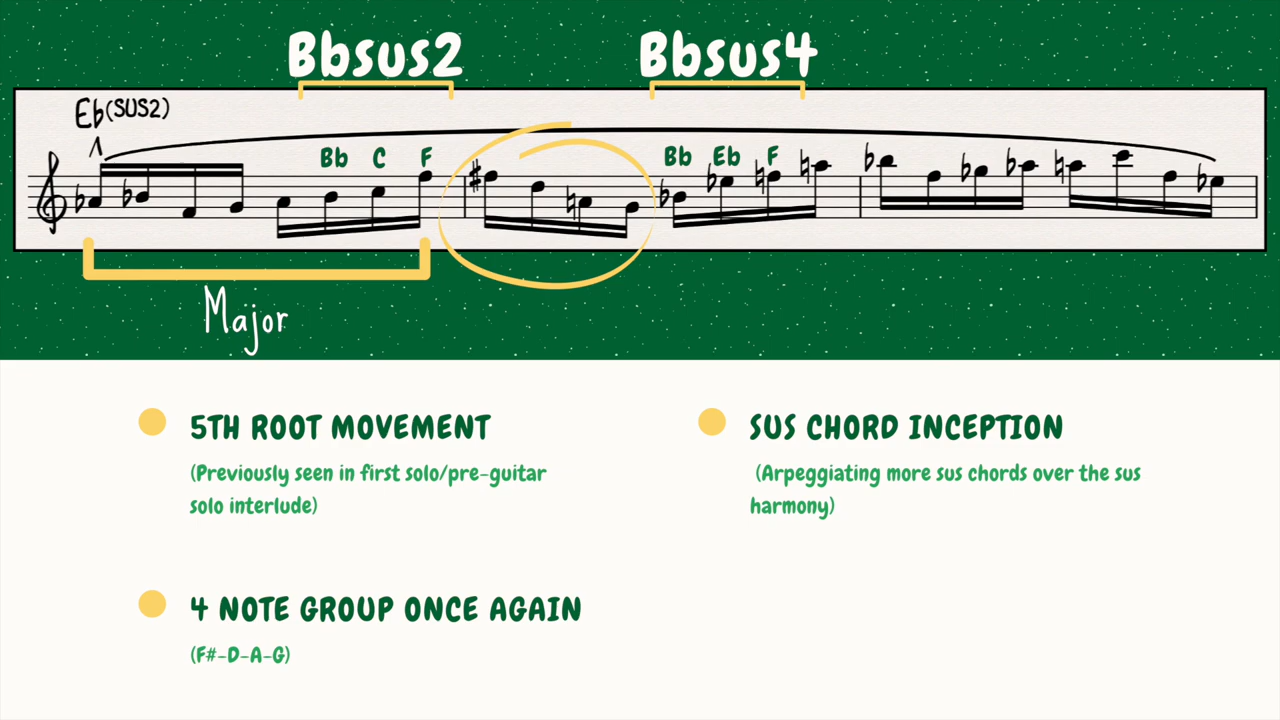 Bbsus2 Bbsus4
Eb(SUS2)
Bb C F Bb Eb F
Major
5TH ROOT MOVEMENT
(Previously seen in first solo/pre-guitar
solo interlude)
SUS CHORD INCEPTION
(Arpeggiating more sus chords over the sus
harmony)
4 NOTE GROUP ONCE AGAIN
(F#-D-A-G)